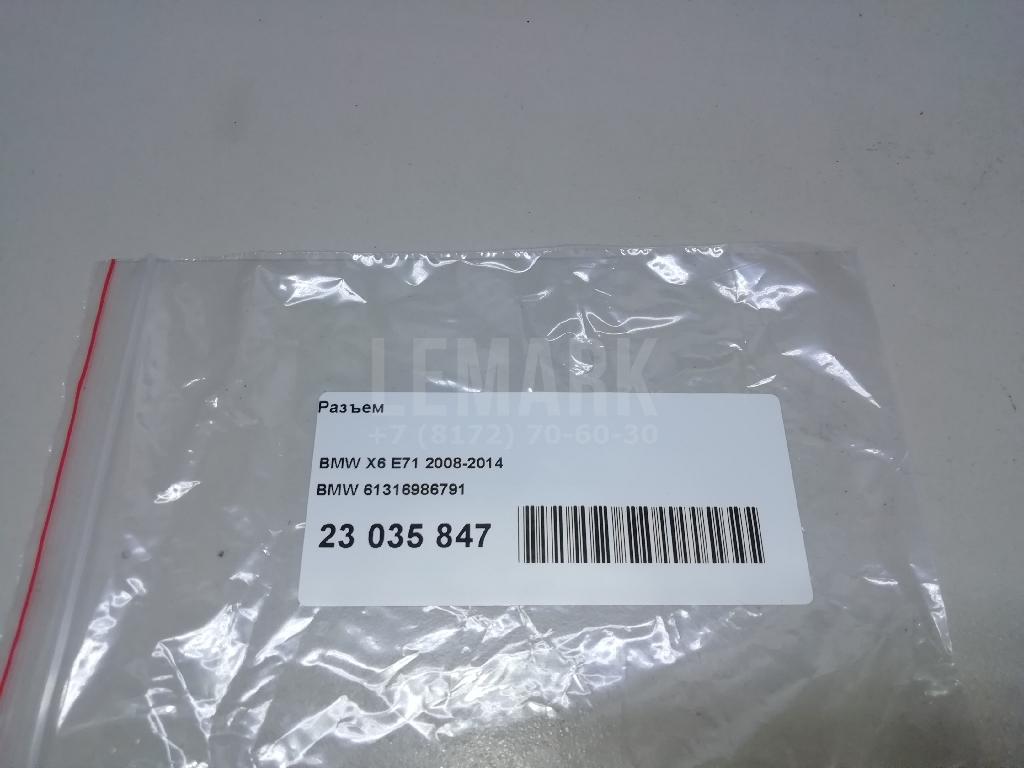 LEMARK
Разъем
+7 (8172) 70-60-30
BMW X6 E71 2008-2014
BMW 61316986791
23 035 847